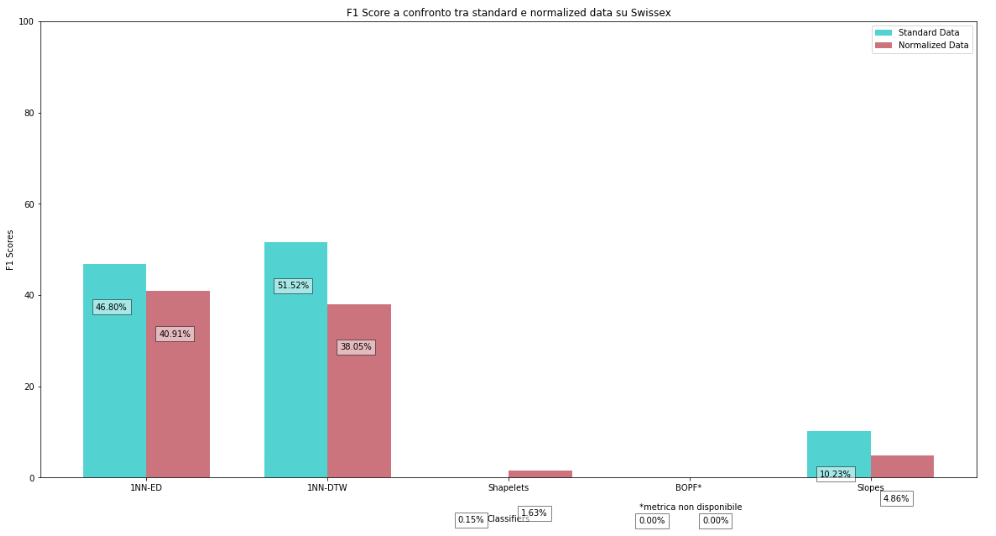 F1 Score a confronto tra standard e normalized data su Swissex
Standard Data
Normalized Data
F1 Scores
100
80
60
40
20
0
46.80%
40.91%
51.52%
38.05%
10.23%
4.86%
1NN-ED
1NN-DTW
Shapelets
BOPF*
Slopes
*metrica non disponibile
0.15%
Classifiers
1.63%
0.00%
0.00%